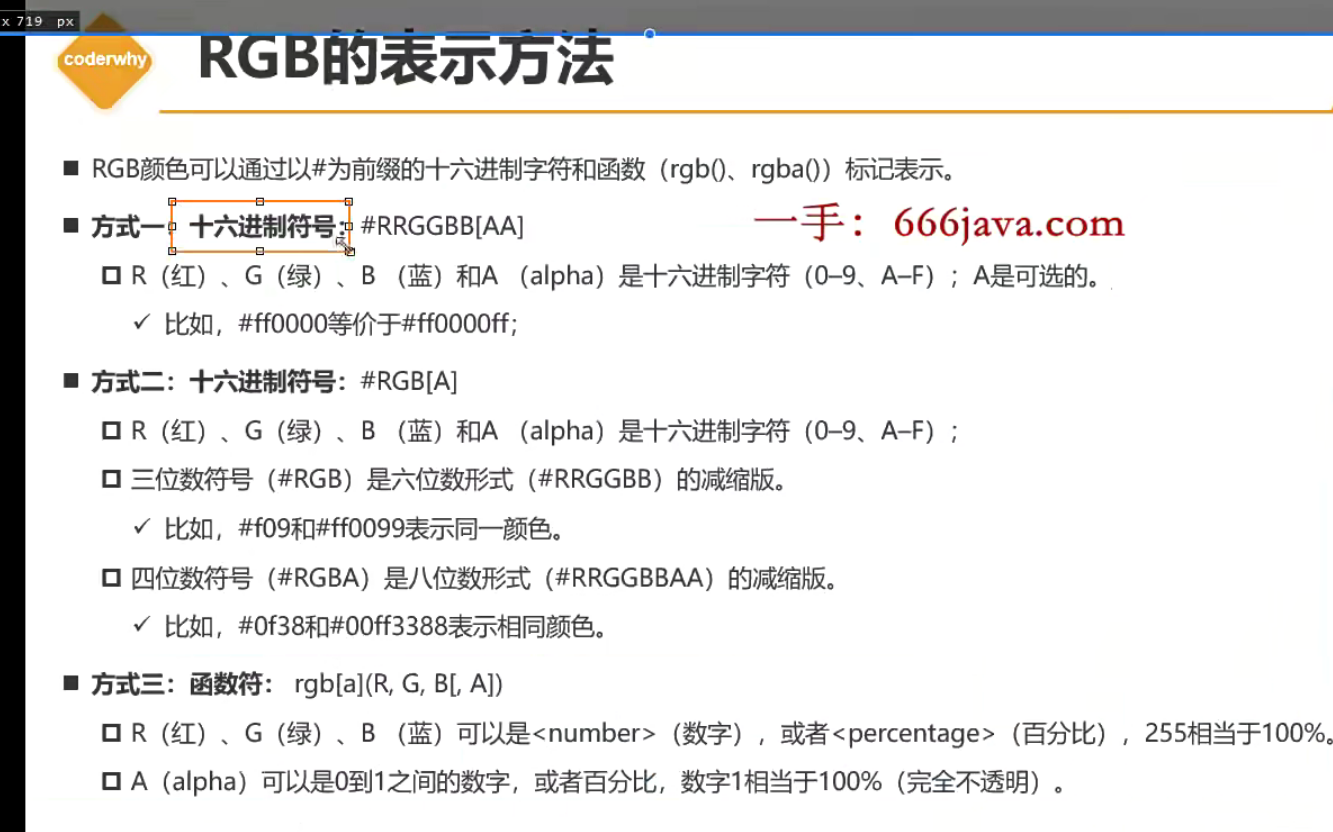 x 719 px
coderwhy
RGB的表示方法
RGB颜色可以通过以#为前缀的十六进制字符和函数（rgb()、rgba()）标记表示。
方式一：十六进制符号：#RRGGBB[AA]
一手：666java.com
R（红）、G（绿）、B （蓝）和A （alpha）是十六进制字符（0–9、A–F）；A是可选的。
比如，#ff0000等价于#ff0000ff；
方式二：十六进制符号：#RGB[A]
R（红）、G（绿）、B （蓝）和A （alpha）是十六进制字符（0–9、A–F）；
三位数符号（#RGB）是六位数形式（#RRGGBB）的减缩版。
比如，#f09和#ff0099表示同一颜色。
四位数符号（#RGBA）是八位数形式（#RRGGBBAA）的减缩版。
比如，#0f38和#00ff3388表示相同颜色。
方式三：函数符： rgb[a](R, G, B[, A])
R（红）、G（绿）、B （蓝）可以是<number>（数字），或者<percentage>（百分比），255相当于100%。
A（alpha）可以是0到1之间的数字，或者百分比，数字1相当于100%（完全不透明）。